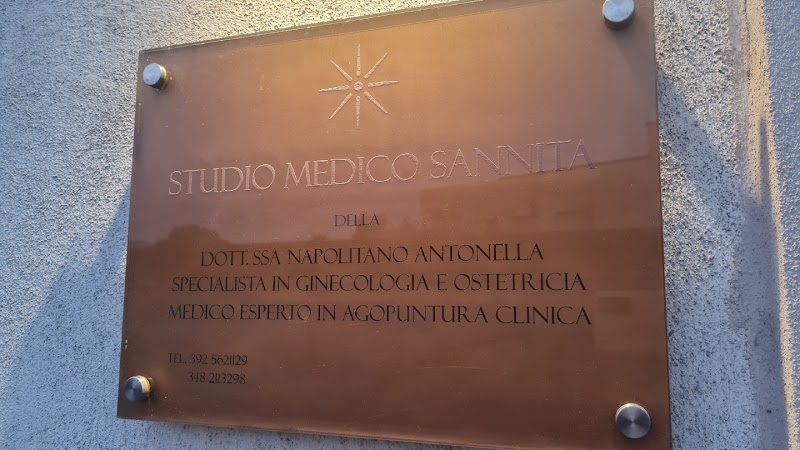 STUDIO MEDICO SANNITA
DELLA
DOTT.SSA NAPOLITANO ANTONELLA
SPECIALISTA IN GINECOLOGIA E OSTETRICIA
MEDICO ESPERTO IN AGOPUNTURA CLINICA
TEL. 392 5621129
348 2113298